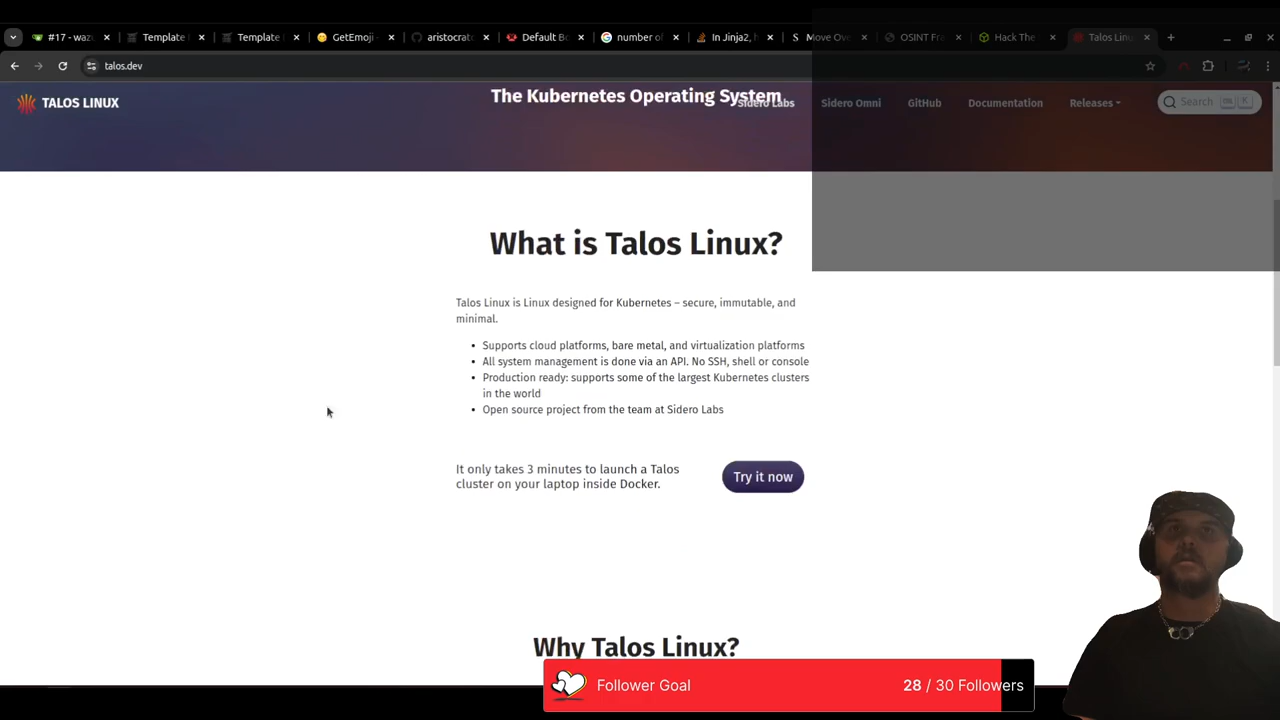 #17 - waz
Template
Template
GetEmoji -
aristocrat
Default Bo
number of
In Jinja2, h
Move Ove
OSINT Fra
Hack The
Talos Linu
talos.dev
TALOS LINUX
The Kubernetes Operating System
Sidero Labs
Sidero Omni
GitHub
Documentation
Releases
Search
K
What is Talos Linux?
Talos Linux is Linux designed for Kubernetes – secure, immutable, and
minimal.
• Supports cloud platforms, bare metal, and virtualization platforms
• All system management is done via an API. No SSH, shell or console
• Production ready: supports some of the largest Kubernetes clusters
in the world
• Open source project from the team at Sidero Labs
It only takes 3 minutes to launch a Talos
cluster on your laptop inside Docker.
Try it now
Why Talos Linux?
Follower Goal
28 / 30 Followers